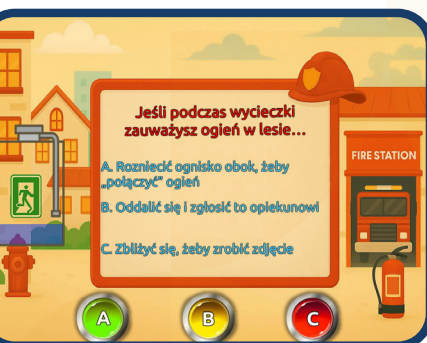 Jeśli podczas wycieczki
zauważysz ogień w lesie...
A. Rozniecić ognisko obok, żeby
„połączyć" ogień
B. Oddalić się i zgłosić to opiekunowi
C. Zbliżyć się, żeby zrobić zdjęcie
FIRE STATION
A
B
C